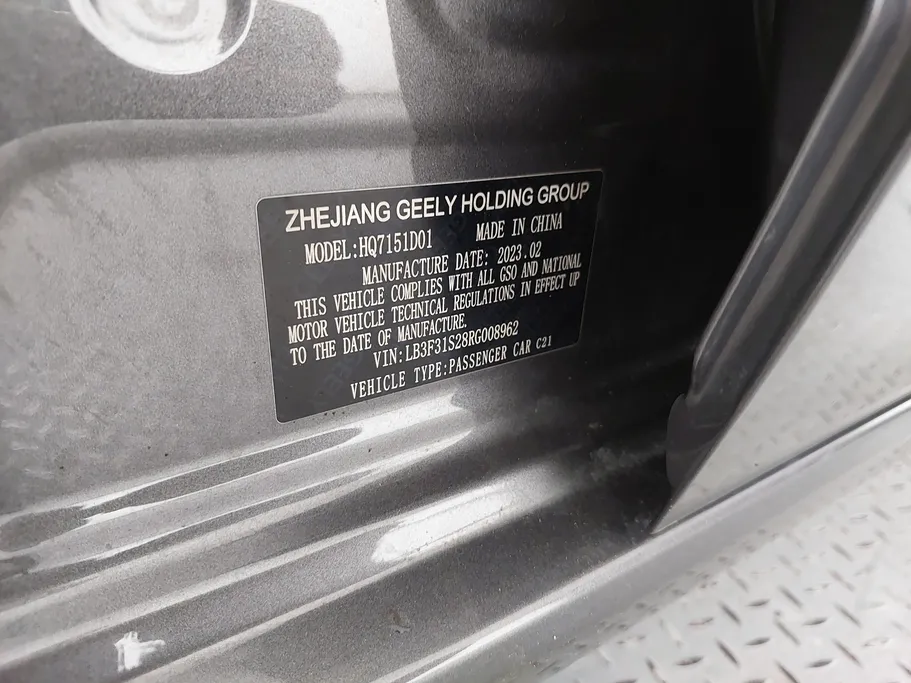 ZHEJIANG GEELY HOLDING GROUP
MODEL:HQ7151D01 MADE IN CHINA
MANUFACTURE DATE: 2023.02
THIS VEHICLE COMPLIES WITH ALL GSO AND NATIONAL
MOTOR VEHICLE TECHNICAL REGULATIONS IN EFFECT UP
TO THE DATE OF MANUFACTURE.
VIN:LB3F31S28RG008962
VEHICLE TYPE:PASSENGER CAR C21